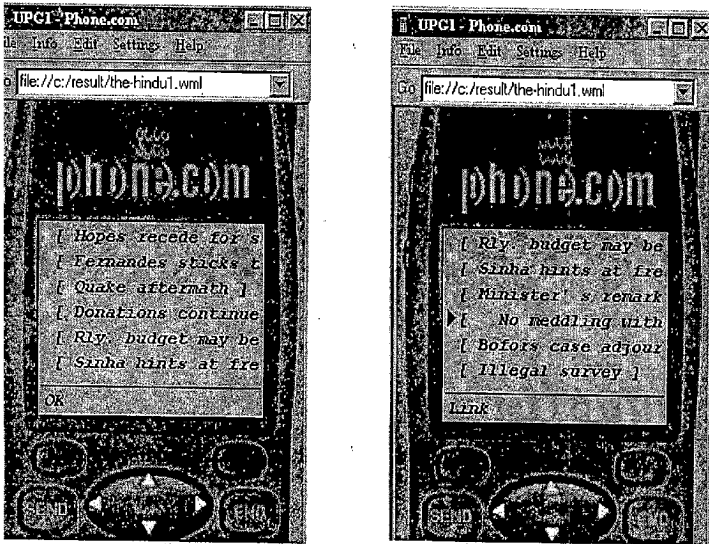 UPG1 - Phone.com
File Info Edit Settings Help
Go file://c:/result/the-hindu1.wml
phone.com
[ Hopes recede for s
[ Fernandes sticks t
[ Quake aftermath ]
[ Donations continue
[ Rly. budget may be
[ Sinha hints at fre
OK
SEND
END
UPG1 - Phone.com
File Info Edit Settings Help
Go file://c:/result/the-hindu1.wml
phone.com
[ Rly. budget may be
[ Sinha hints at fre
[ Minister's remark
[ No meddling with
[ Bofors case adjour
[ Illegal survey ]
Link
SEND
END